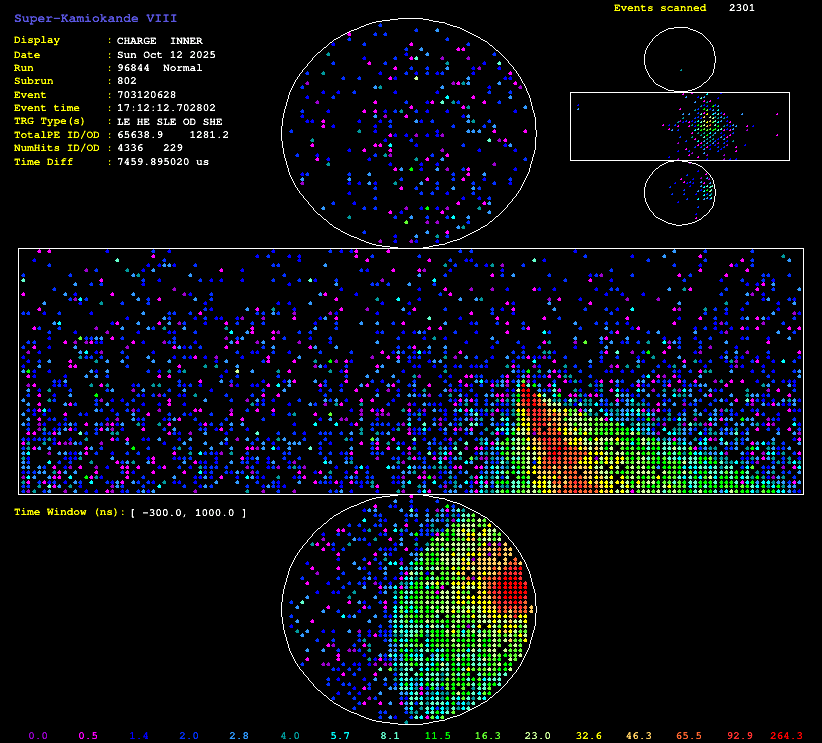 Super-Kamiokande VIII
Events scanned 2301
Display : CHARGE INNER
Date : Sun Oct 12 2025
Run : 96844 Normal
Subrun : 802
Event : 703120628
Event time : 17:12:12.702802
TRG Type(s) : LE HE SLE OD SHE
TotalPE ID/OD : 65638.9 1281.2
NumHits ID/OD : 4336 229
Time Diff : 7459.895020 us
Time Window (ns): [ -300.0, 1000.0 ]
0.0 0.5 1.4 2.0 2.8 4.0 5.7 8.1 11.5 16.3 23.0 32.6 46.3 65.5 92.9 264.3